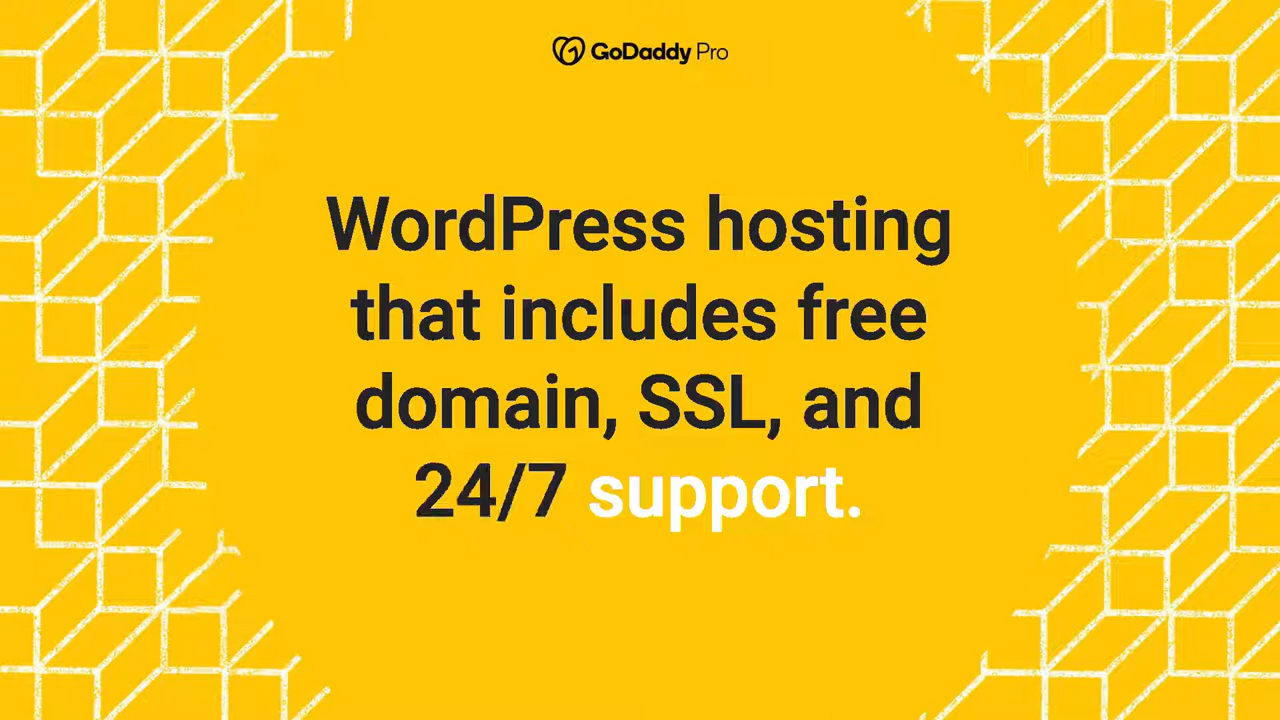 GoDaddy Pro
WordPress hosting
that includes free
domain, SSL, and
24/7 support.